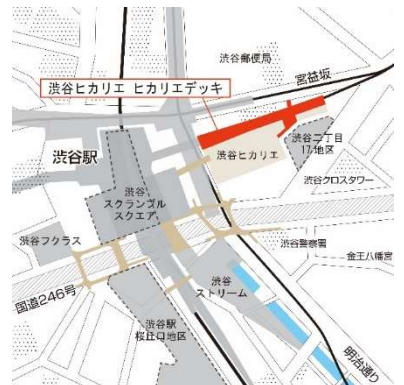 渋谷郵便局
宮益坂
渋谷ヒカリエ ヒカリエデッキ
渋谷駅
渋谷ヒカリエ
渋谷二丁目
17地区
渋谷クロスタワー
渋谷
スクランブル
スクエア
渋谷フクラス
渋谷警察署
金王八幡宮
国道246号
渋谷
ストリーム
渋谷駅
桜丘口地区
明治通り